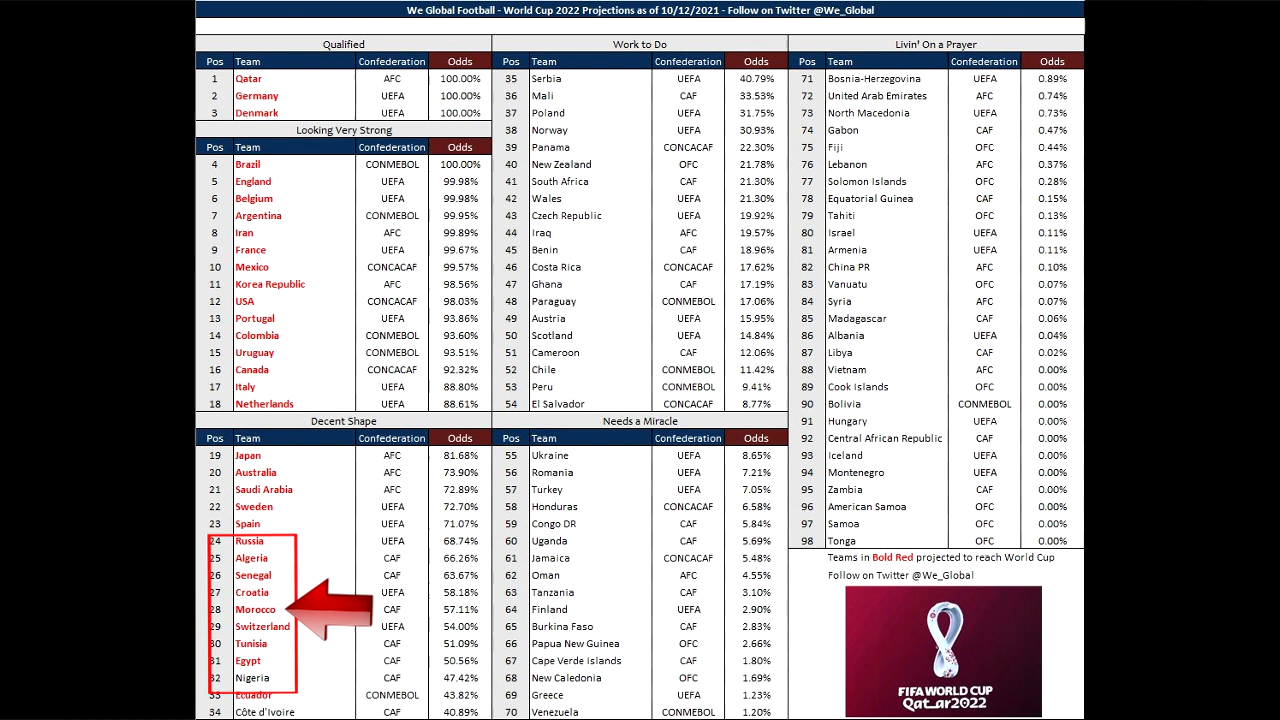 We Global Football - World Cup 2022 Projections as of 10/12/2021 - Follow on Twitter @We_Global
Qualified
Pos Team Confederation Odds
1 Qatar AFC 100.00%
2 Germany UEFA 100.00%
3 Denmark UEFA 100.00%
Looking Very Strong
Pos Team Confederation Odds
4 Brazil CONMEBOL 100.00%
5 England UEFA 99.98%
6 Belgium UEFA 99.98%
7 Argentina CONMEBOL 99.95%
8 Iran AFC 99.89%
9 France UEFA 99.67%
10 Mexico CONCACAF 99.57%
11 Korea Republic AFC 98.56%
12 USA CONCACAF 98.03%
13 Portugal UEFA 93.86%
14 Colombia CONMEBOL 93.60%
15 Uruguay CONMEBOL 93.51%
16 Canada CONCACAF 92.32%
17 Italy UEFA 88.80%
18 Netherlands UEFA 88.61%
Decent Shape
Pos Team Confederation Odds
19 Japan AFC 81.68%
20 Australia AFC 73.90%
21 Saudi Arabia AFC 72.89%
22 Sweden UEFA 72.70%
23 Spain UEFA 71.07%
24 Russia UEFA 68.74%
25 Algeria CAF 66.26%
26 Senegal CAF 63.67%
27 Croatia UEFA 58.18%
28 Morocco CAF 57.11%
29 Switzerland UEFA 54.00%
30 Tunisia CAF 51.09%
31 Egypt CAF 50.56%
32 Nigeria CAF 47.42%
33 Ecuador CONMEBOL 43.82%
34 Côte d'Ivoire CAF 40.89%
Work to Do
Pos Team Confederation Odds
35 Serbia UEFA 40.79%
36 Mali CAF 33.53%
37 Poland UEFA 31.75%
38 Norway UEFA 30.93%
39 Panama CONCACAF 22.30%
40 New Zealand OFC 21.78%
41 South Africa CAF 21.30%
42 Wales UEFA 21.30%
43 Czech Republic UEFA 19.92%
44 Iraq AFC 19.57%
45 Benin CAF 18.96%
46 Costa Rica CONCACAF 17.62%
47 Ghana CAF 17.19%
48 Paraguay CONMEBOL 17.06%
49 Austria UEFA 15.95%
50 Scotland UEFA 14.84%
51 Cameroon CAF 12.06%
52 Chile CONMEBOL 11.42%
53 Peru CONMEBOL 9.41%
54 El Salvador CONCACAF 8.77%
Needs a Miracle
Pos Team Confederation Odds
55 Ukraine UEFA 8.65%
56 Romania UEFA 7.21%
57 Turkey UEFA 7.05%
58 Honduras CONCACAF 6.58%
59 Congo DR CAF 5.84%
60 Uganda CAF 5.69%
61 Jamaica CONCACAF 5.48%
62 Oman AFC 4.55%
63 Tanzania CAF 3.10%
64 Finland UEFA 2.90%
65 Burkina Faso CAF 2.83%
66 Papua New Guinea OFC 2.66%
67 Cape Verde Islands CAF 1.80%
68 New Caledonia OFC 1.69%
69 Greece UEFA 1.23%
70 Venezuela CONMEBOL 1.20%
Livin' On a Prayer
Pos Team Confederation Odds
71 Bosnia-Herzegovina UEFA 0.89%
72 United Arab Emirates AFC 0.74%
73 North Macedonia UEFA 0.73%
74 Gabon CAF 0.47%
75 Fiji OFC 0.44%
76 Lebanon AFC 0.37%
77 Solomon Islands OFC 0.28%
78 Equatorial Guinea CAF 0.15%
79 Tahiti OFC 0.13%
80 Israel UEFA 0.11%
81 Armenia UEFA 0.11%
82 China PR AFC 0.10%
83 Vanuatu OFC 0.07%
84 Syria AFC 0.07%
85 Madagascar CAF 0.06%
86 Albania UEFA 0.04%
87 Libya CAF 0.02%
88 Vietnam AFC 0.00%
89 Cook Islands OFC 0.00%
90 Bolivia CONMEBOL 0.00%
91 Hungary UEFA 0.00%
92 Central African Republic CAF 0.00%
93 Iceland UEFA 0.00%
94 Montenegro UEFA 0.00%
95 Zambia CAF 0.00%
96 American Samoa OFC 0.00%
97 Samoa OFC 0.00%
98 Tonga OFC 0.00%
Teams in Bold Red projected to reach World Cup
Follow on Twitter @We_Global
FIFA WORLD CUP
Qatar2022